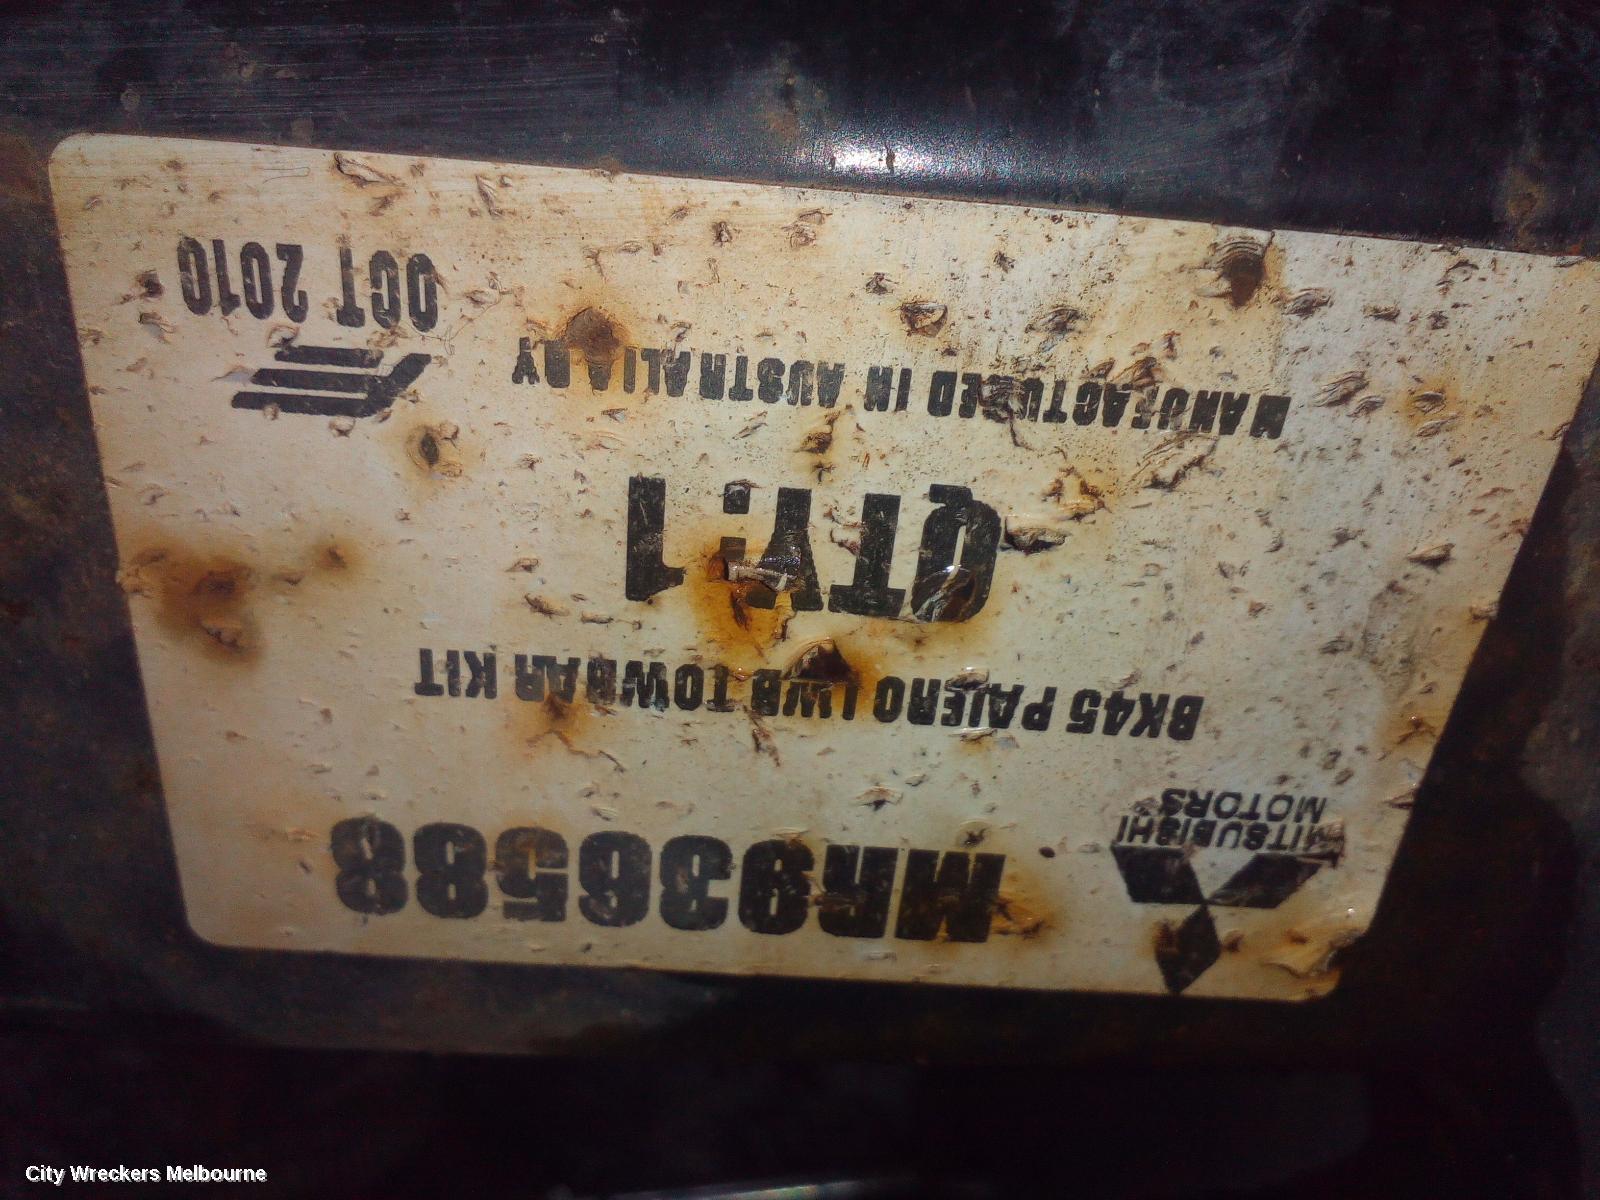 MR936588
MITSUBISHI
MOTORS
BK45 PAJERO LWB TOWBAR KIT
QTY: 1
MANUFACTURED IN AUSTRALIA BY
OCT 2010
City Wreckers Melbourne